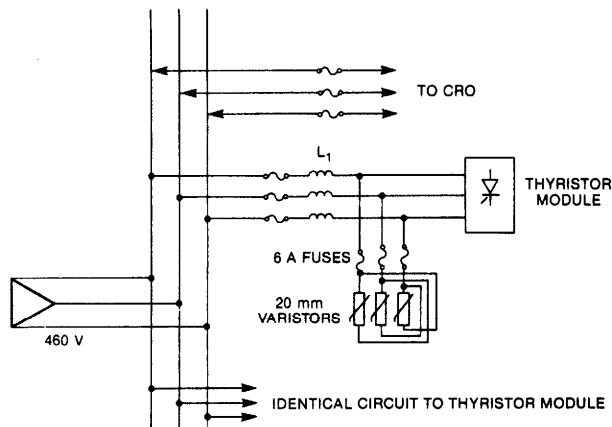 TO CRO
L1
THYRISTOR
MODULE
6 A FUSES
20 mm
VARISTORS
460 V
IDENTICAL CIRCUIT TO THYRISTOR MODULE